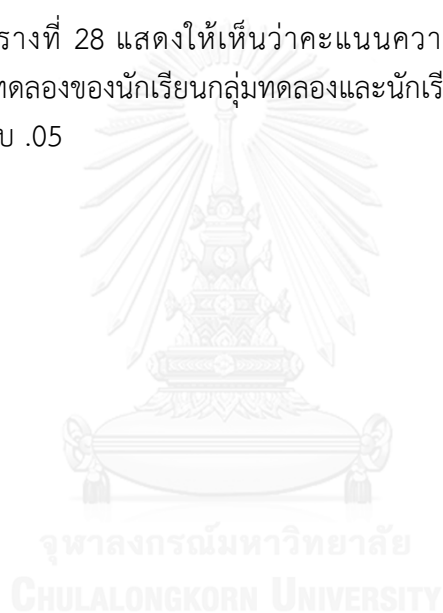 รางที่ 28 แสดงให้เห็นว่าคะแนนควา
ทดลองของนักเรียนกลุ่มทดลองและนักเรี
บ .05
จุฬาลงกรณ์มหาวิทยาลัย
CHULALONGKORN UNIVERSITY